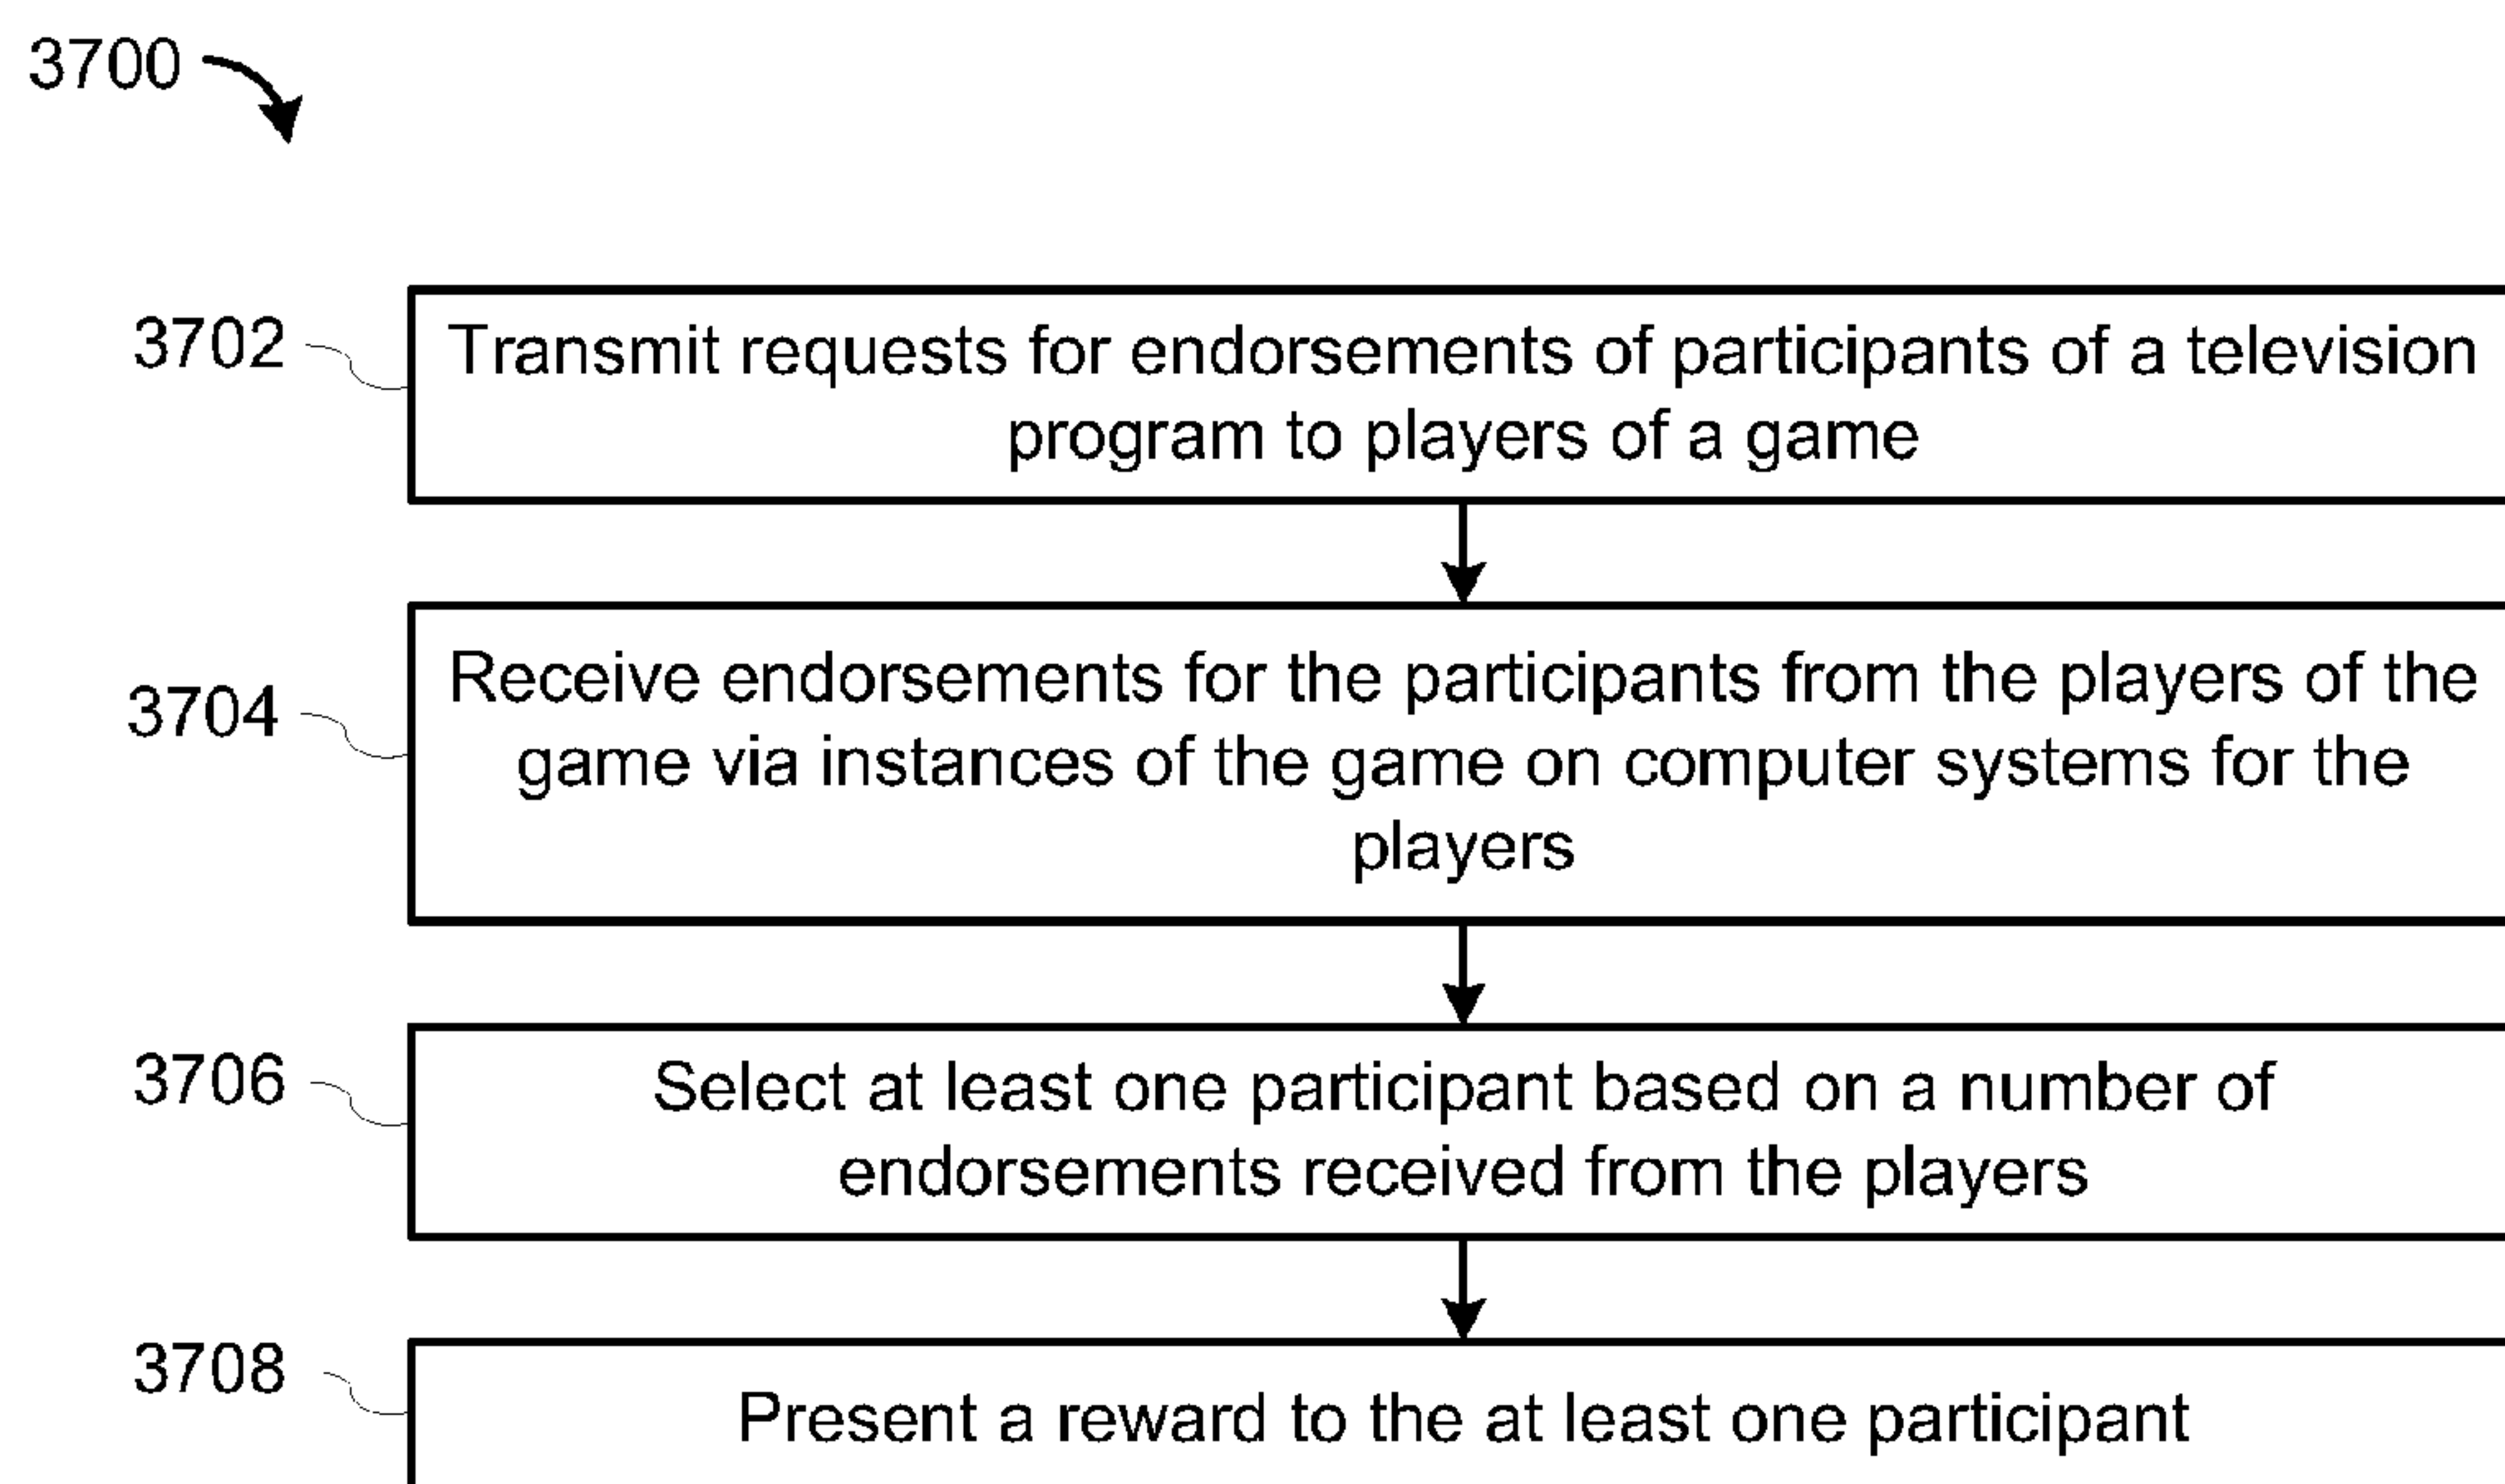 3700
3702
Transmit requests for endorsements of participants of a television
program to players of a game
3704
Receive endorsements for the participants from the players of the
game via instances of the game on computer systems for the
players
3706
Select at least one participant based on a number of
endorsements received from the players
3708
Present a reward to the at least one participant